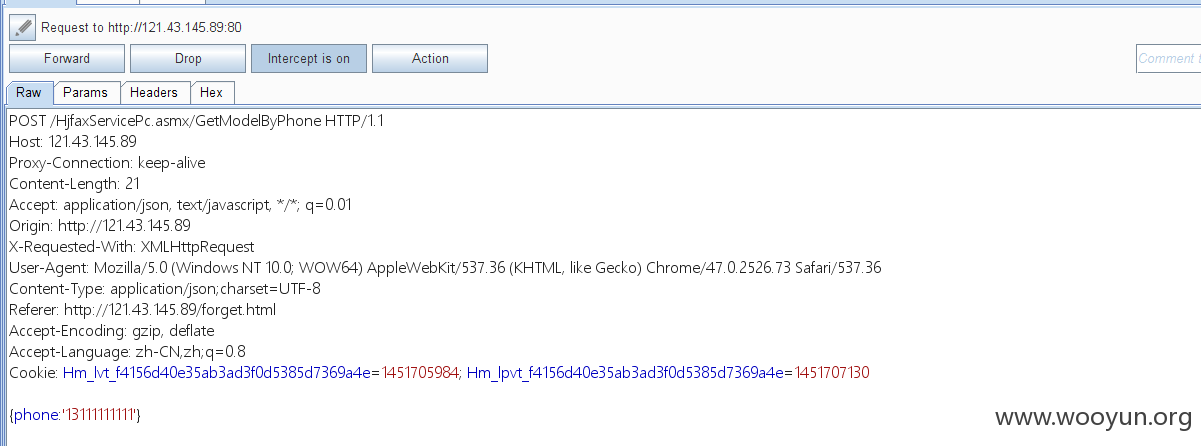 Request to http://121.43.145.89:80
Forward Drop Intercept is on Action Comment t
Raw Params Headers Hex
POST /HjfaxServicePc.asmx/GetModelByPhone HTTP/1.1
Host: 121.43.145.89
Proxy-Connection: keep-alive
Content-Length: 21
Accept: application/json, text/javascript, */*; q=0.01
Origin: http://121.43.145.89
X-Requested-With: XMLHttpRequest
User-Agent: Mozilla/5.0 (Windows NT 10.0; WOW64) AppleWebKit/537.36 (KHTML, like Gecko) Chrome/47.0.2526.73 Safari/537.36
Content-Type: application/json;charset=UTF-8
Referer: http://121.43.145.89/forget.html
Accept-Encoding: gzip, deflate
Accept-Language: zh-CN,zh;q=0.8
Cookie: Hm_lvt_f4156d40e35ab3ad3f0d5385d7369a4e=1451705984; Hm_lpvt_f4156d40e35ab3ad3f0d5385d7369a4e=1451707130
{phone:'13111111111'}
www.wooyun.org